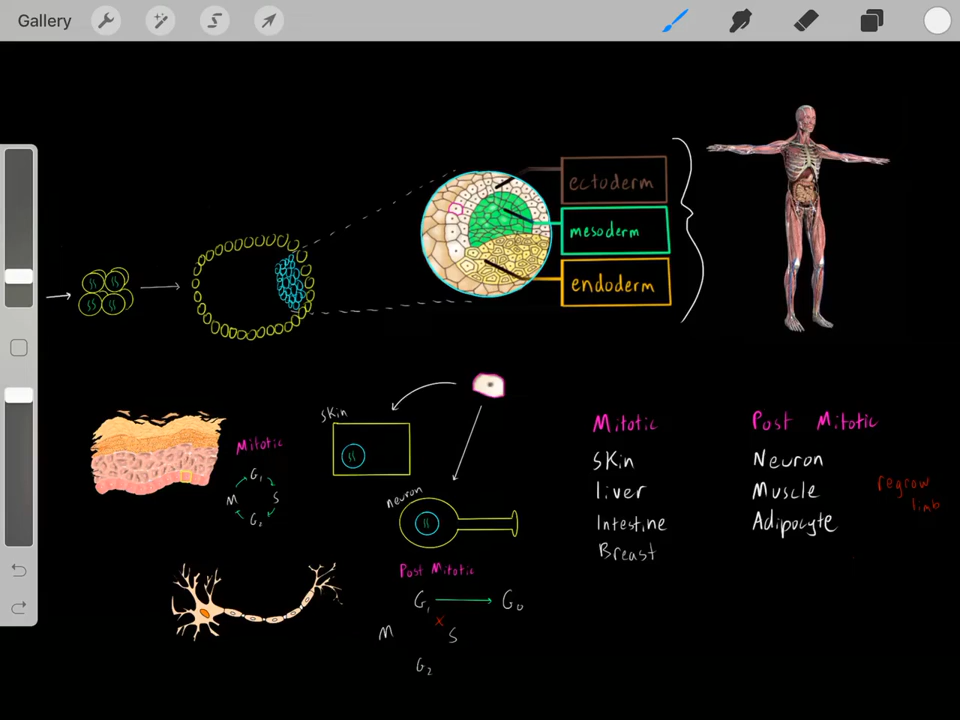 Gallery
ectoderm
mesoderm
endoderm
skin
Mitotic
G1
M S
G2
neuron
Post Mitotic
G1 G0
x
M S
G2
Mitotic
Skin
liver
Intestine
Breast
Post Mitotic
Neuron
Muscle
Adipocyte
regrow
limb